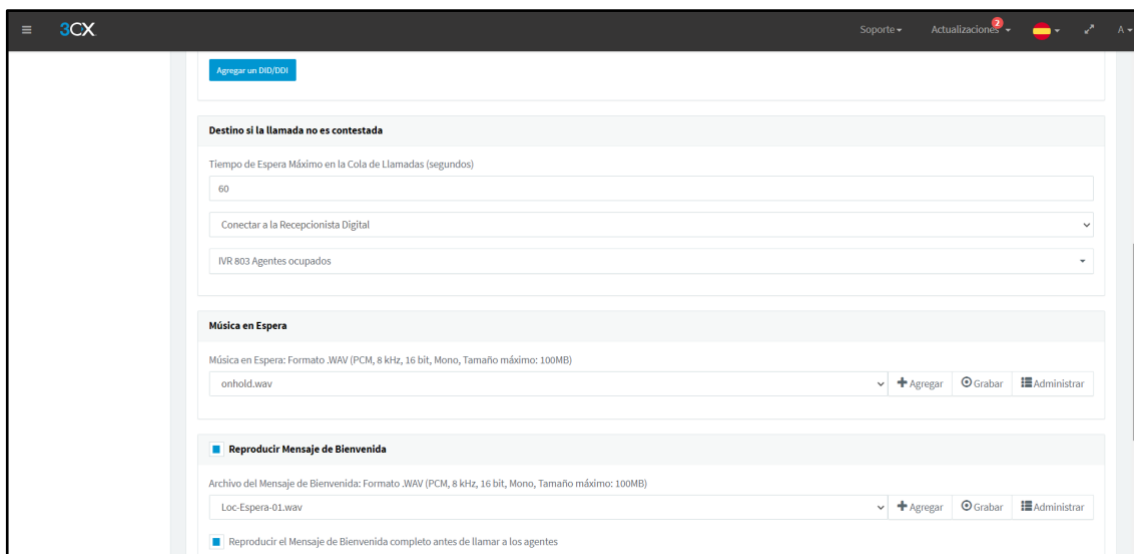 3CX
Soporte
Actualizaciones 2
A
Agregar un DID/DDI
Destino si la llamada no es contestada
Tiempo de Espera Máximo en la Cola de Llamadas (segundos)
60
Conectar a la Recepcionista Digital
IVR 803 Agentes ocupados
Música en Espera
Música en Espera: Formato .WAV (PCM, 8 kHz, 16 bit, Mono, Tamaño máximo: 100MB)
onhold.wav Agregar Grabar Administrar
Reproducir Mensaje de Bienvenida
Archivo del Mensaje de Bienvenida: Formato .WAV (PCM, 8 kHz, 16 bit, Mono, Tamaño máximo: 100MB)
Loc-Espera-01.wav Agregar Grabar Administrar
Reproducir el Mensaje de Bienvenida completo antes de llamar a los agentes